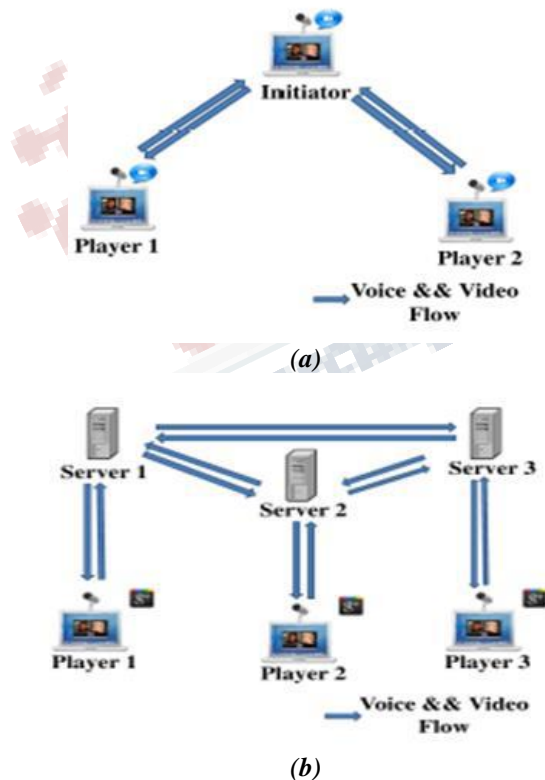 Initiator
Player 1
Player 2
Voice && Video
Flow
(a)
Server 1
Server 3
Server 2
Player 1
Player 2
Player 3
Voice && Video
Flow
(b)